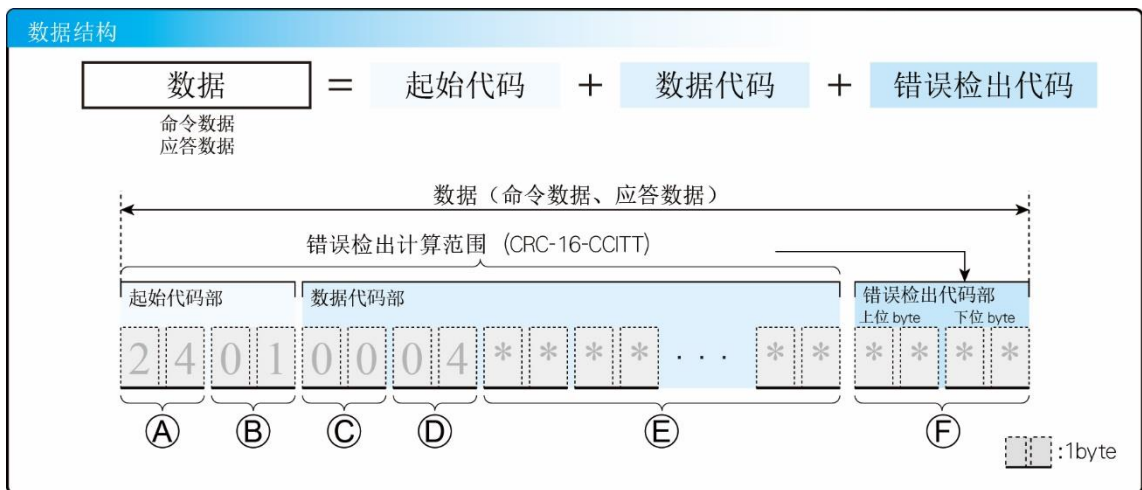 数据结构
数据 = 起始代码 + 数据代码 + 错误检出代码
命令数据
应答数据
数据（命令数据、应答数据）
错误检出计算范围 (CRC-16-CCITT)
起始代码部 数据代码部 错误检出代码部
上位 byte 下位 byte
2 4 0 1 0 0 0 4 * * * * · · · * * * * * *
Ⓐ Ⓑ Ⓒ Ⓓ Ⓔ Ⓕ
:1byte